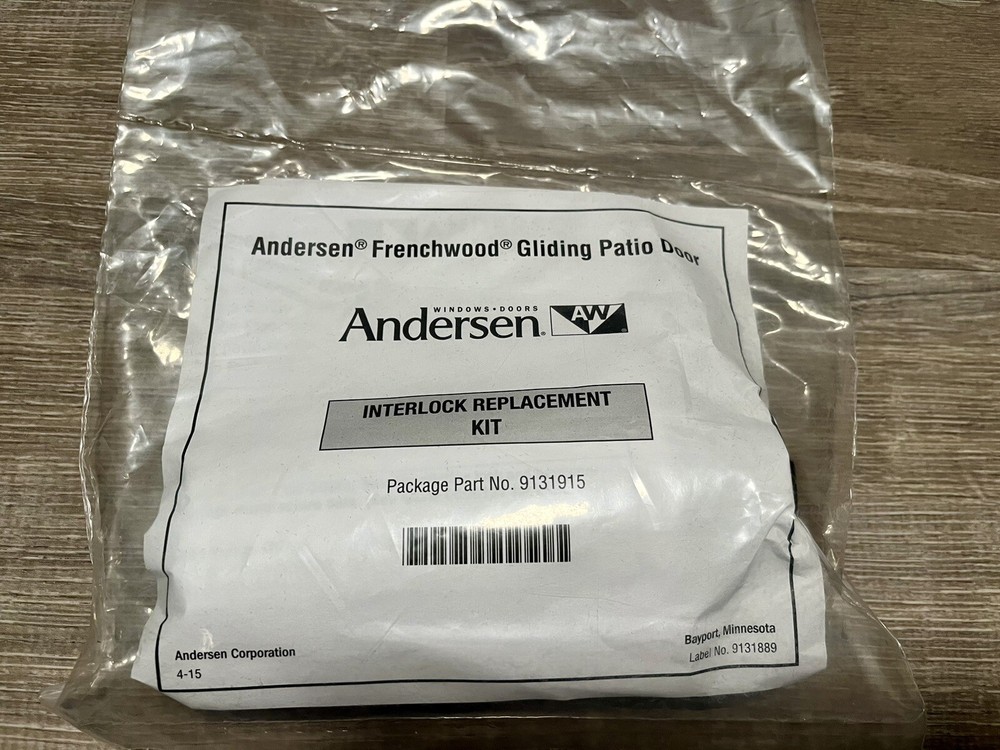 Andersen® Frenchwood® Gliding Patio Door
WINDOWS•DOORS
Andersen® AW®
INTERLOCK REPLACEMENT
KIT
Package Part No. 9131915
Andersen Corporation
4-15
Bayport, Minnesota
Label No. 9131889